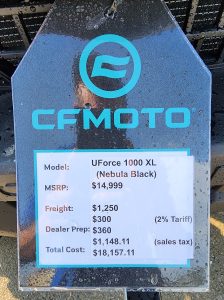 CFMOTO
Model: UForce 1000 XL
(Nebula Black)
MSRP: $14,999
Freight: $1,250
$300 (2% Tariff)
Dealer Prep: $360
$1,148.11 (sales tax)
Total Cost: $18,157.11